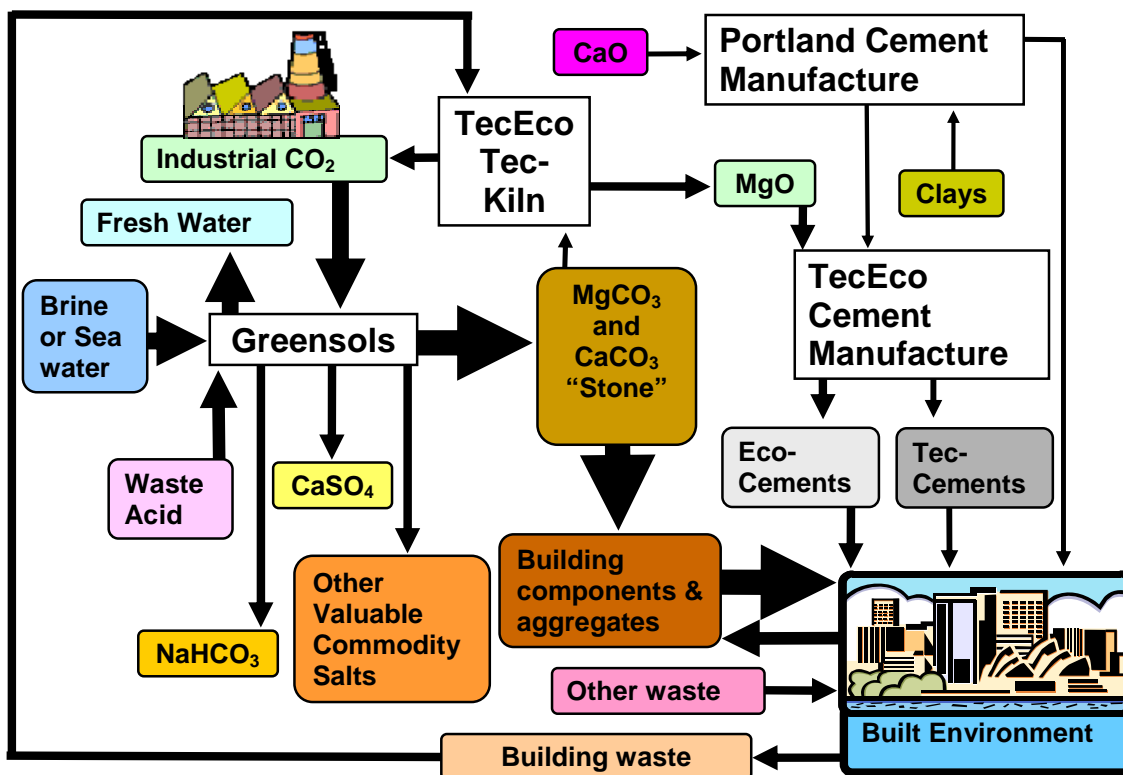 CaO
Portland Cement
Manufacture
TecEco
Tec-
Kiln
Industrial CO₂
MgO
Clays
Fresh Water
Brine
or Sea
water
Greensols
MgCO₃
and
CaCO₃
“Stone”
TecEco
Cement
Manufacture
Waste
Acid
CaSO₄
Eco-
Cements
Tec-
Cements
Other
Valuable
Commodity
Salts
Building
components &
aggregates
NaHCO₃
Other waste
Built Environment
Building waste